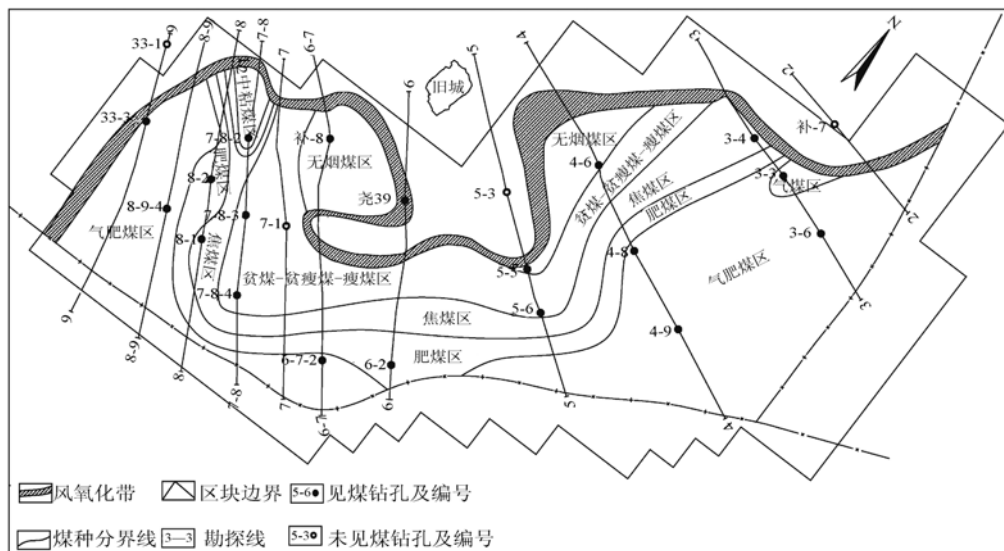 33-1
9
8-9
8
7-8
7
6-7
旧城
5
4
3
2
N
33-3
中粘煤区
7-8-2
补-8
无烟煤区
6
无烟煤区
4-6
贫煤-贫瘦煤-瘦煤区
3-4
补-7
肥煤区
8-2
尧39
5-3
焦煤区
3-3
气煤区
8-9-4
7-8-3
7-1
肥煤区
2
气肥煤区
8-1
焦煤区
4-8
3-6
贫煤-贫瘦煤-瘦煤区
5-5
气肥煤区
7-8-4
焦煤区
5-6
3
9
4-9
8-9
6-7-2
6-2
肥煤区
8
8-7
7
6-7
6
5
4
风氧化带
区块边界
5-6
见煤钻孔及编号
煤种分界线
3—3
勘探线
5-3
未见煤钻孔及编号